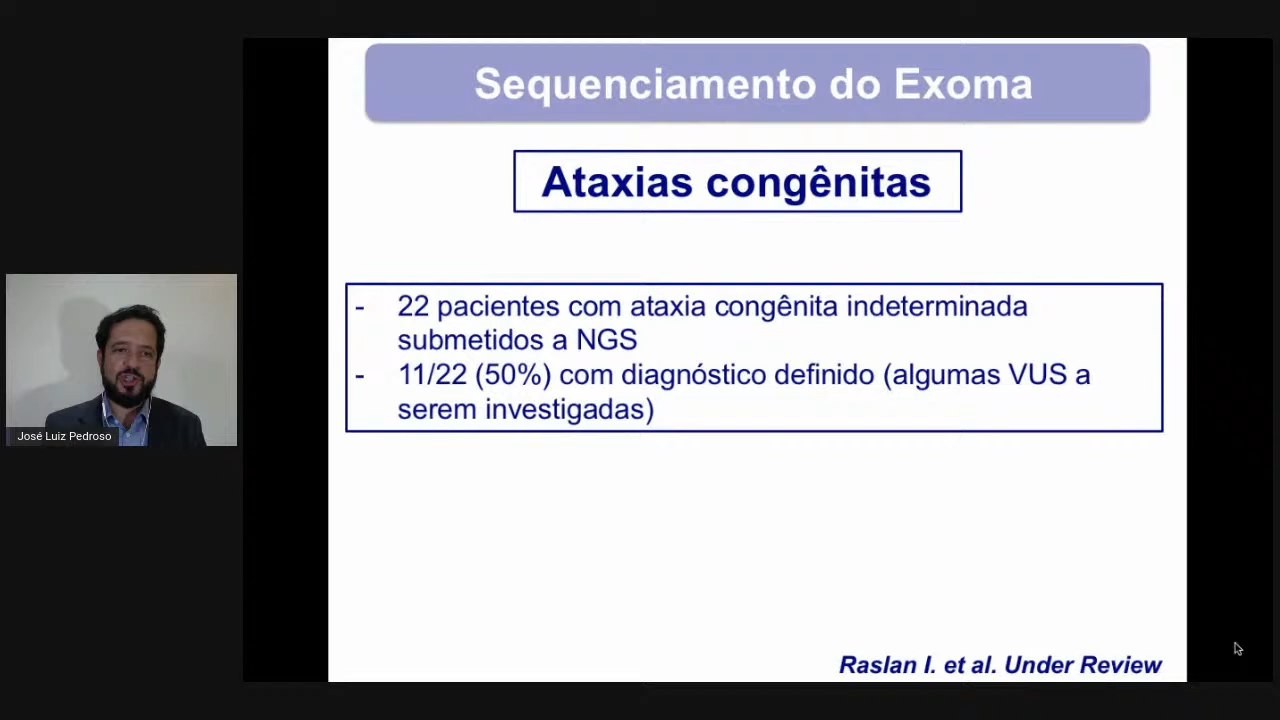 Sequenciamento do Exoma
Ataxias congênitas
- 22 pacientes com ataxia congênita indeterminada
submetidos a NGS
- 11/22 (50%) com diagnóstico definido (algumas VUS a
serem investigadas)
José Luiz Pedroso
Raslan I. et al. Under Review